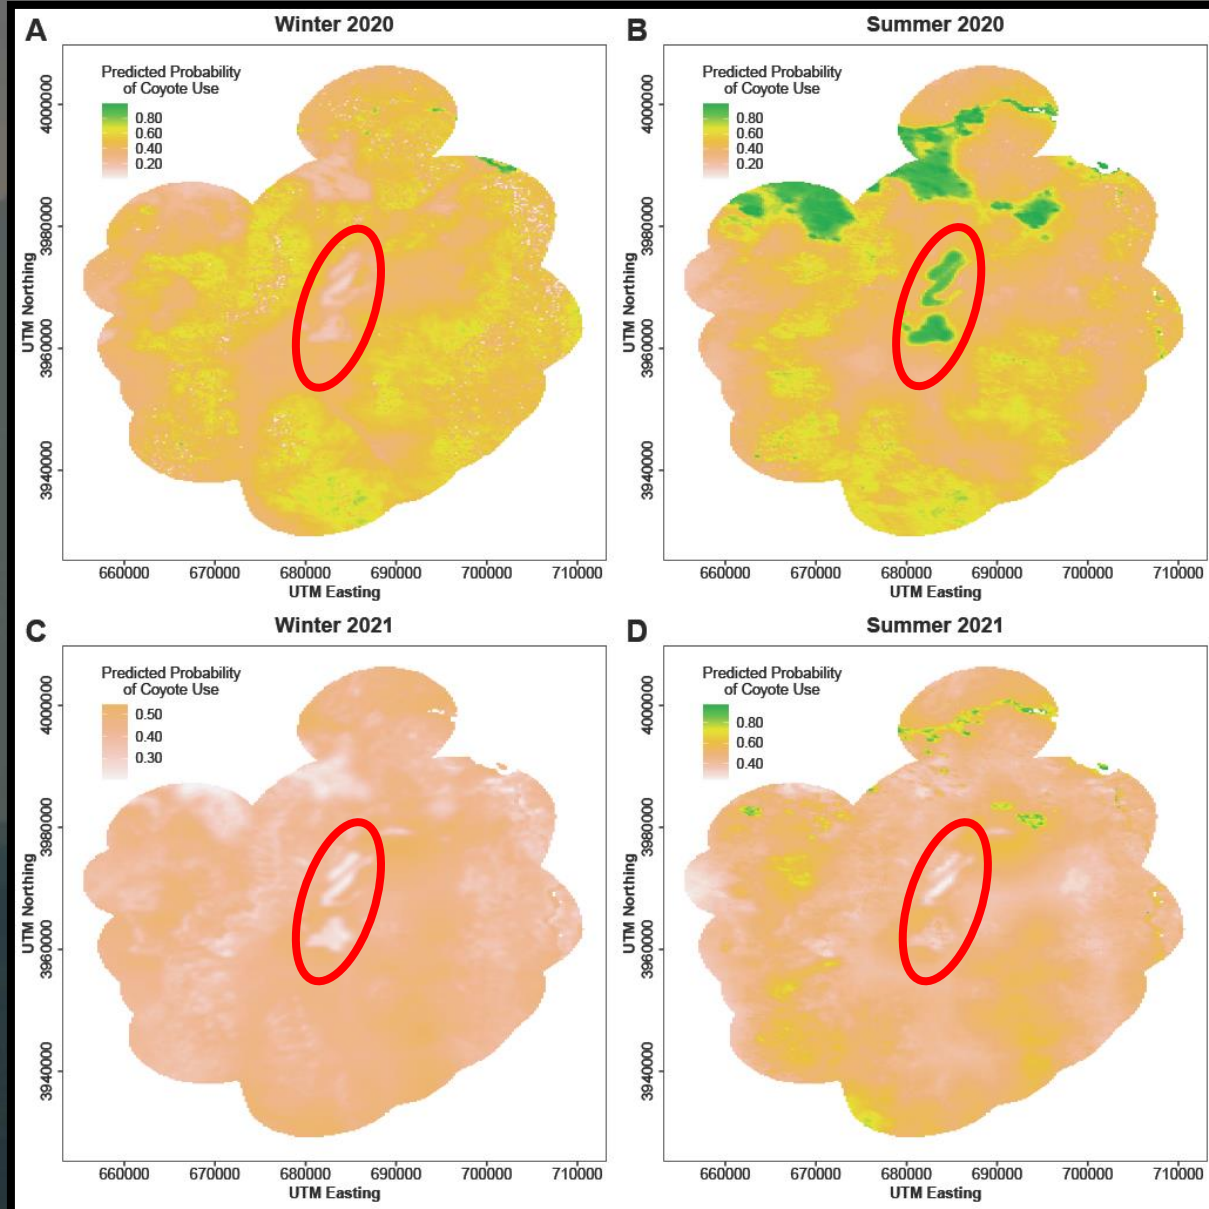 A
Winter 2020
Predicted Probability
of Coyote Use
0.80
0.60
0.40
0.20
UTM Northing
4000000
3980000
3960000
3940000
660000 670000 680000 690000 700000 710000
UTM Easting
B
Summer 2020
Predicted Probability
of Coyote Use
0.80
0.60
0.40
0.20
UTM Northing
4000000
3980000
3960000
3940000
660000 670000 680000 690000 700000 710000
UTM Easting
C
Winter 2021
Predicted Probability
of Coyote Use
0.50
0.40
0.30
UTM Northing
4000000
3980000
3960000
3940000
660000 670000 680000 690000 700000 710000
UTM Easting
D
Summer 2021
Predicted Probability
of Coyote Use
0.80
0.60
0.40
UTM Northing
4000000
3980000
3960000
3940000
660000 670000 680000 690000 700000 710000
UTM Easting